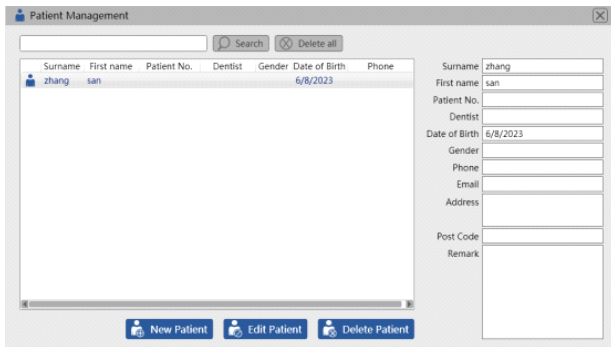 Patient Management
Search Delete all
Surname First name Patient No. Dentist Gender Date of Birth Phone
zhang san 6/8/2023
Surname zhang
First name san
Patient No.
Dentist
Date of Birth 6/8/2023
Gender
Phone
Email
Address
Post Code
Remark
New Patient Edit Patient Delete Patient